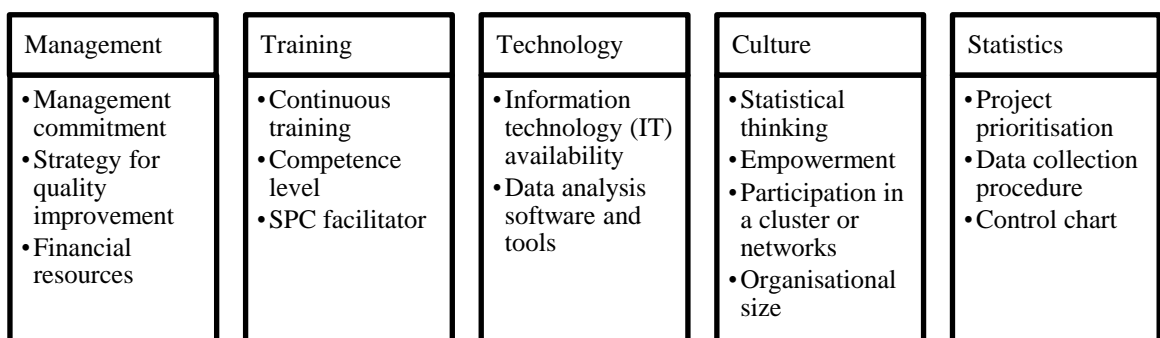 Management
•Management
commitment
•Strategy for
quality
improvement
•Financial
resources
Training
•Continuous
training
•Competence
level
•SPC facilitator
Technology
•Information
technology (IT)
availability
•Data analysis
software and
tools
Culture
•Statistical
thinking
•Empowerment
•Participation in
a cluster or
networks
•Organisational
size
Statistics
•Project
prioritisation
•Data collection
procedure
•Control chart